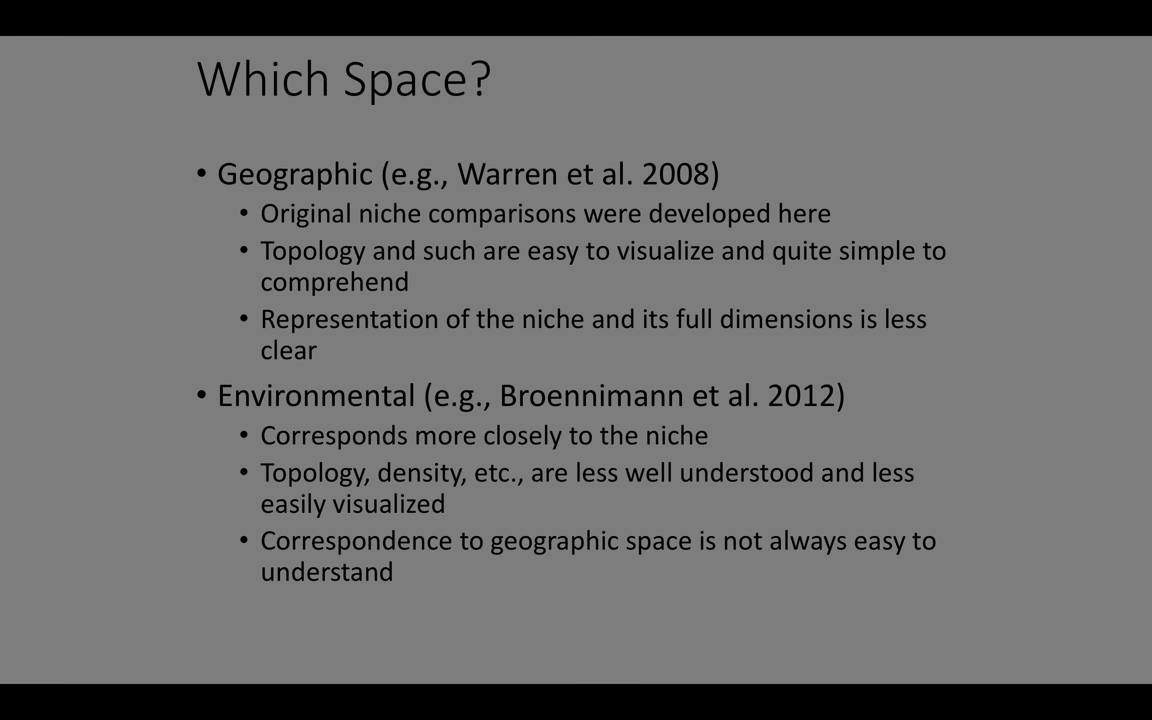 Which Space?
• Geographic (e.g., Warren et al. 2008)
• Original niche comparisons were developed here
• Topology and such are easy to visualize and quite simple to
comprehend
• Representation of the niche and its full dimensions is less
clear
• Environmental (e.g., Broennimann et al. 2012)
• Corresponds more closely to the niche
• Topology, density, etc., are less well understood and less
easily visualized
• Correspondence to geographic space is not always easy to
understand